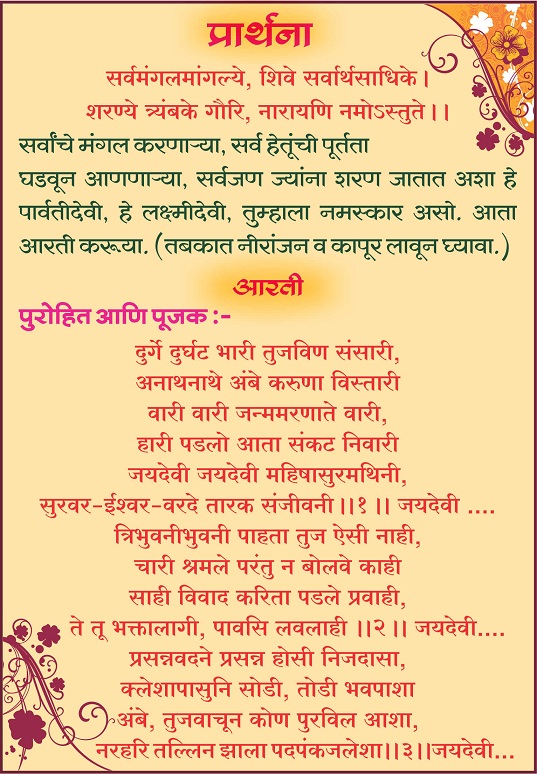 प्रार्थना
सर्वमंगलमांगल्ये, शिवे सर्वार्थसाधिके।
शरण्ये त्र्यंबके गौरि, नारायणि नमोऽस्तुते।।
सर्वांचे मंगल करणाऱ्या, सर्व हेतूंची पूर्तता
घडवून आणणाऱ्या, सर्वजण ज्यांना शरण जातात अशा हे
पार्वतीदेवी, हे लक्ष्मीदेवी, तुम्हाला नमस्कार असो. आता
आरती करूया. (तबकात नीरांजन व कापूर लावून घ्यावा.)
आरती
पुरोहित आणि पूजक :-
दुर्गे दुर्घट भारी तुजविण संसारी,
अनाथनाथे अंबे करुणा विस्तारी
वारी वारी जन्ममरणाते वारी,
हारी पडलो आता संकट निवारी
जयदेवी जयदेवी महिषासुरमथिनी,
सुरवर-ईश्वर-वरदे तारक संजीवनी।।१।। जयदेवी ....
त्रिभुवनीभुवनी पाहता तुज ऐसी नाही,
चारी श्रमले परंतु न बोलवे काही
साही विवाद करिता पडले प्रवाही,
ते तू भक्तालागी, पावसि लवलाही ।।२।। जयदेवी....
प्रसन्नवदने प्रसन्न होसी निजदासा,
क्लेशापासुनि सोडी, तोडी भवपाशा
अंबे, तुजवाचून कोण पुरविल आशा,
नरहरि तल्लिन झाला पदपंकजलेशा।।३।।जयदेवी...